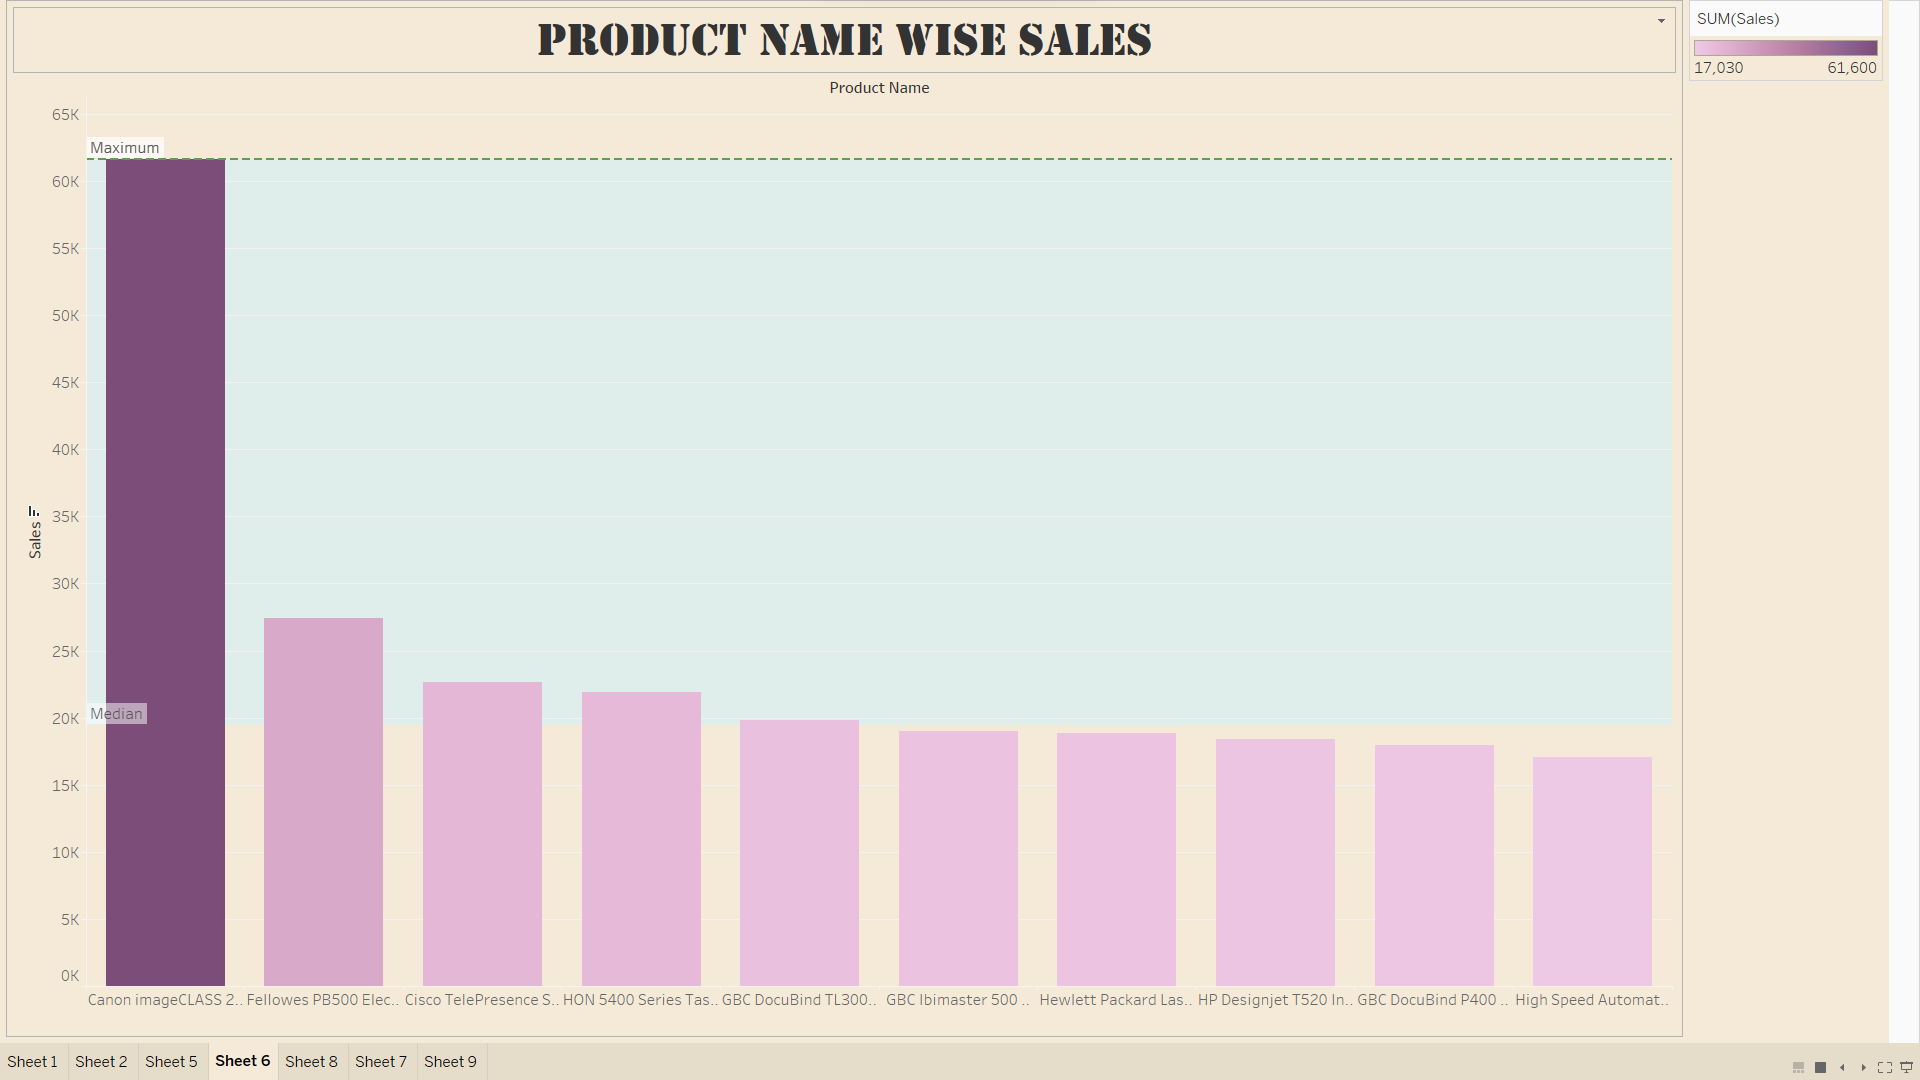 PRODUCT NAME WISE SALES
SUM(Sales)
17,030 61,600
Product Name
65K
Maximum
60K
55K
50K
45K
40K
35K
Sales
30K
25K
Median
20K
15K
10K
5K
0K
Canon imageCLASS 2.. Fellowes PB500 Elec.. Cisco TelePresence S.. HON 5400 Series Tas.. GBC DocuBind TL300.. GBC Ibimaster 500 .. Hewlett Packard Las.. HP Designjet T520 In.. GBC DocuBind P400 .. High Speed Automat..
Sheet 1 Sheet 2 Sheet 5 Sheet 6 Sheet 8 Sheet 7 Sheet 9